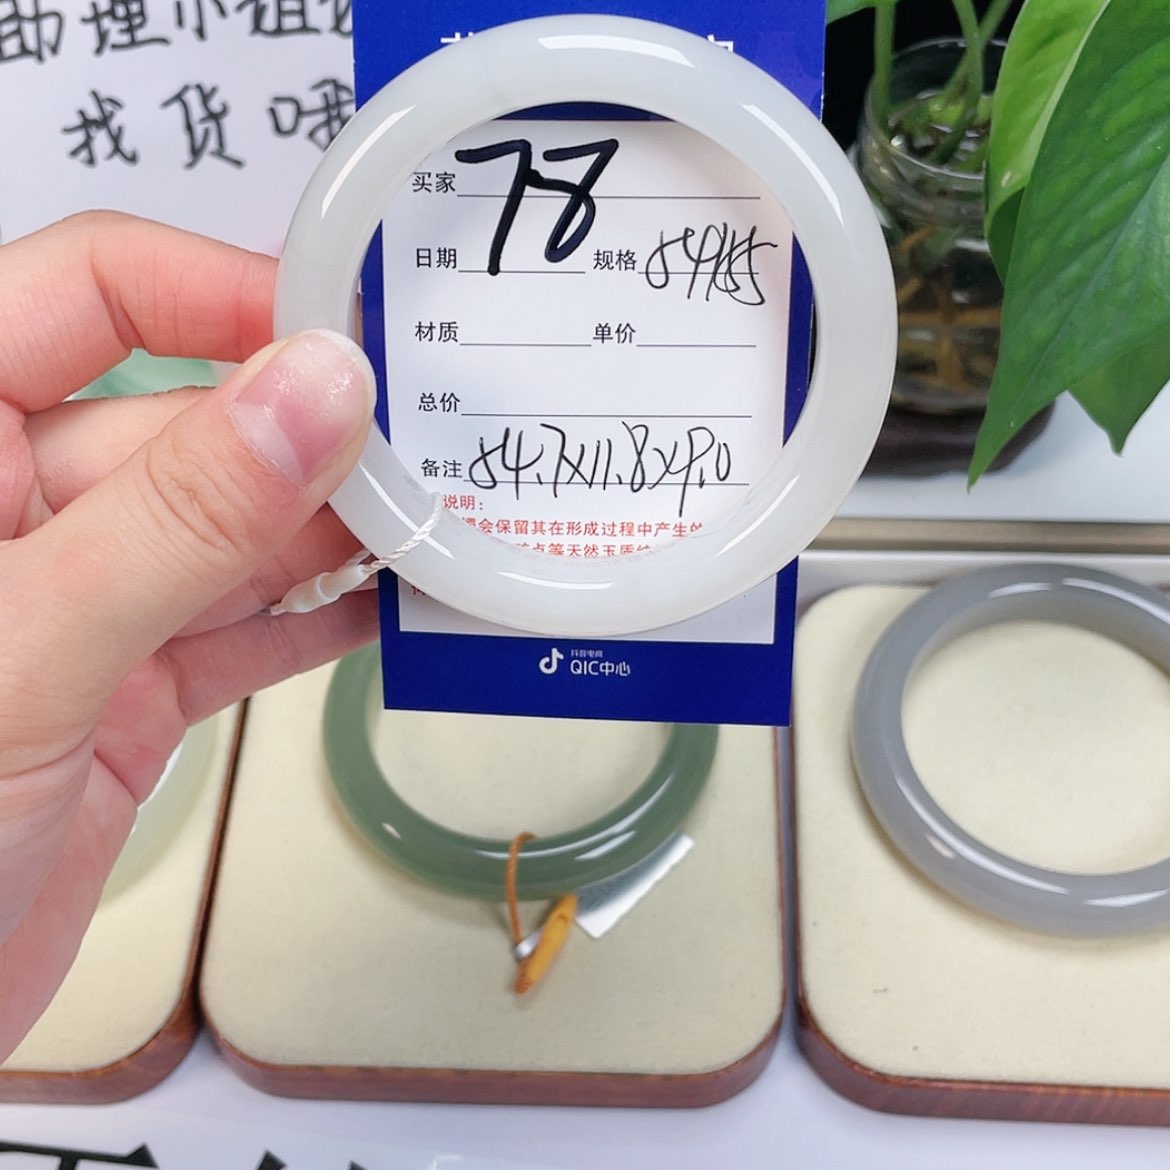 助理小姐
找货哦
78
买家
日期 规格
材质 单价
总价
备注 54.7x11.8x9.0
说明:
会保留其在形成过程中产生的
点等天然玉质
抖音电商
QIC中心